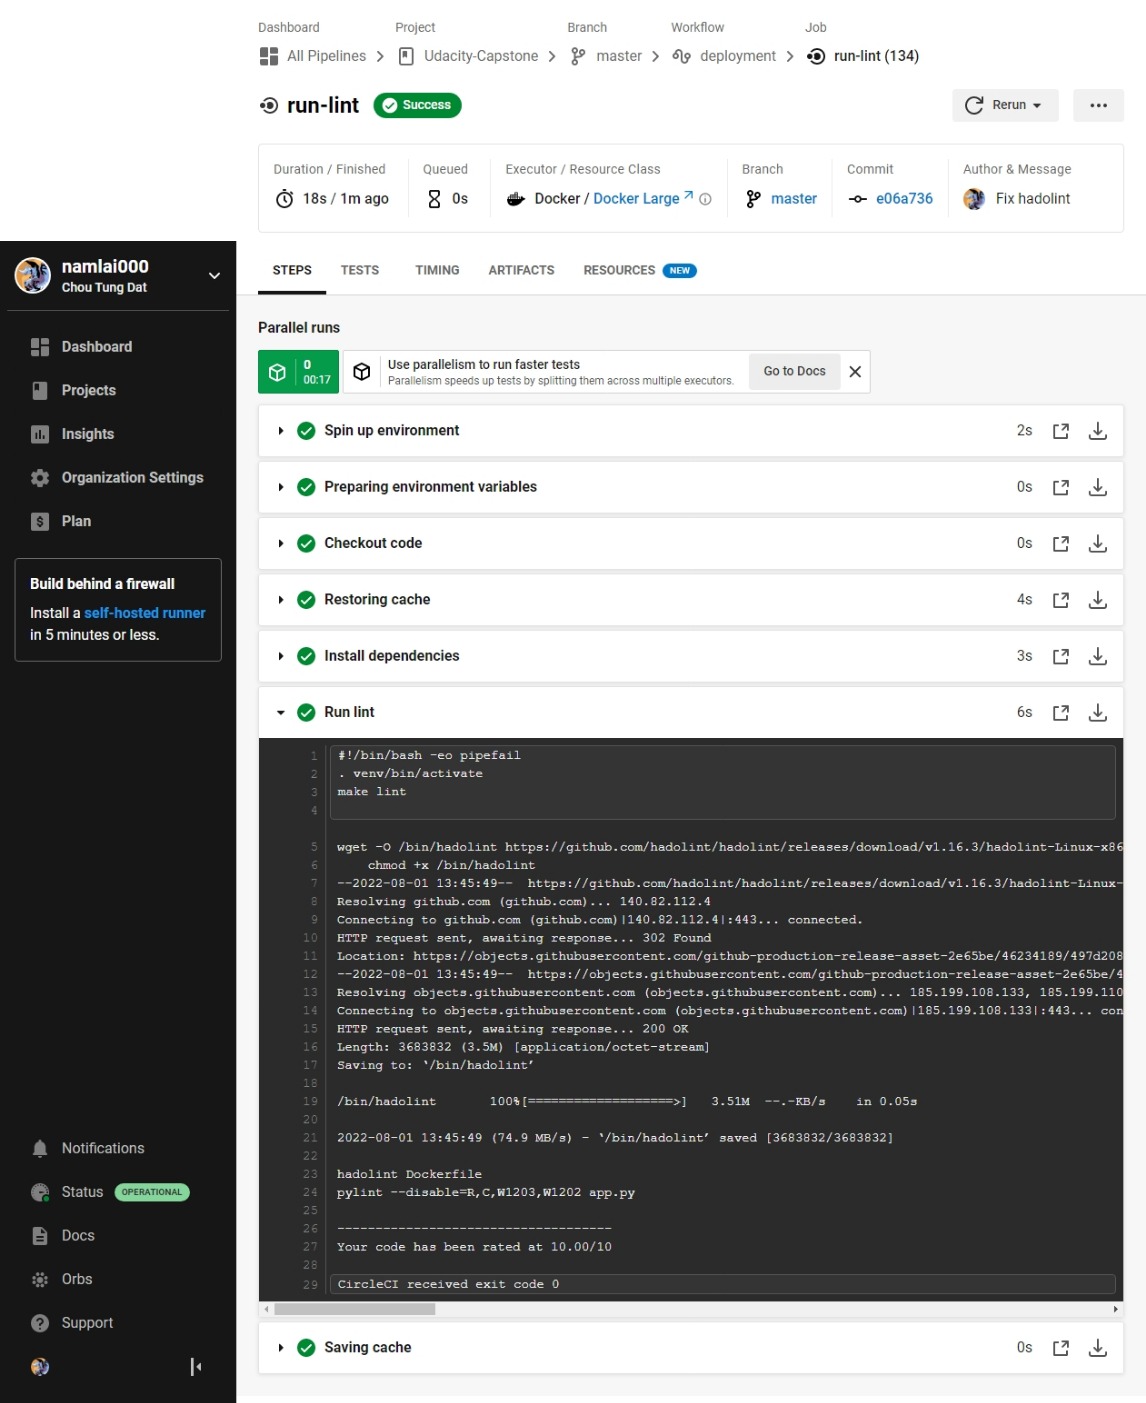 Dashboard Project Branch Workflow Job
All Pipelines Udacity-Capstone master deployment run-lint (134)
run-lint Success Rerun
Duration / Finished Queued Executor / Resource Class Branch Commit Author & Message
18s / 1m ago 0s Docker / Docker Large master e06a736 Fix hadolint
namlai000
Chou Tung Dat
Dashboard
Projects
Insights
Organization Settings
Plan
Build behind a firewall
Install a self-hosted runner
in 5 minutes or less.
Notifications
Status OPERATIONAL
Docs
Orbs
Support
STEPS TESTS TIMING ARTIFACTS RESOURCES NEW
Parallel runs
0
00:17
Use parallelism to run faster tests
Parallelism speeds up tests by splitting them across multiple executors.
Go to Docs
Spin up environment 2s
Preparing environment variables 0s
Checkout code 0s
Restoring cache 4s
Install dependencies 3s
Run lint 6s
1 #!/bin/bash -eo pipefail
2 . venv/bin/activate
3 make lint
4
5 wget -O /bin/hadolint https://github.com/hadolint/hadolint/releases/download/v1.16.3/hadolint-Linux-x86
6 chmod +x /bin/hadolint
7 --2022-08-01 13:45:49-- https://github.com/hadolint/hadolint/releases/download/v1.16.3/hadolint-Linux-
8 Resolving github.com (github.com)... 140.82.112.4
9 Connecting to github.com (github.com)|140.82.112.4|:443... connected.
10 HTTP request sent, awaiting response... 302 Found
11 Location: https://objects.githubusercontent.com/github-production-release-asset-2e65be/46234189/497d208
12 --2022-08-01 13:45:49-- https://objects.githubusercontent.com/github-production-release-asset-2e65be/4
13 Resolving objects.githubusercontent.com (objects.githubusercontent.com)... 185.199.108.133, 185.199.110
14 Connecting to objects.githubusercontent.com (objects.githubusercontent.com)|185.199.108.133|:443... con
15 HTTP request sent, awaiting response... 200 OK
16 Length: 3683832 (3.5M) [application/octet-stream]
17 Saving to: ‘/bin/hadolint’
18
19 /bin/hadolint 100%[===================>] 3.51M --.-KB/s in 0.05s
20
21 2022-08-01 13:45:49 (74.9 MB/s) - ‘/bin/hadolint’ saved [3683832/3683832]
22
23 hadolint Dockerfile
24 pylint --disable=R,C,W1203,W1202 app.py
25
26 ------------------------------------
27 Your code has been rated at 10.00/10
28
29 CircleCI received exit code 0
Saving cache 0s